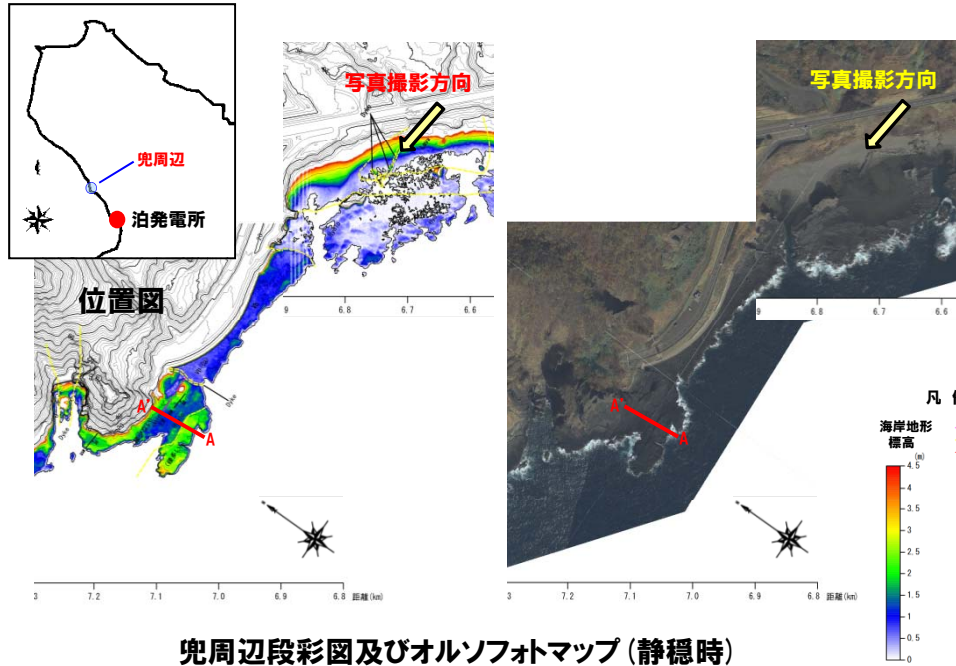 兜周辺
泊発電所
位置図
写真撮影方向
Dyke
A'
A
Dyke
Dyke
9 6.8 6.7 6.6
3 7.2 7.1 7.0 6.9 6.8 距離(km)
写真撮影方向
A'
A
9 6.8 6.7 6.6
3 7.2 7.1 7.0 6.9 6.8 距離(km)
凡
海岸地形
標高
(m)
4.5
4
3.5
3
2.5
2
1.5
1
0.5
0
兜周辺段彩図及びオルソフォトマップ(静穏時)